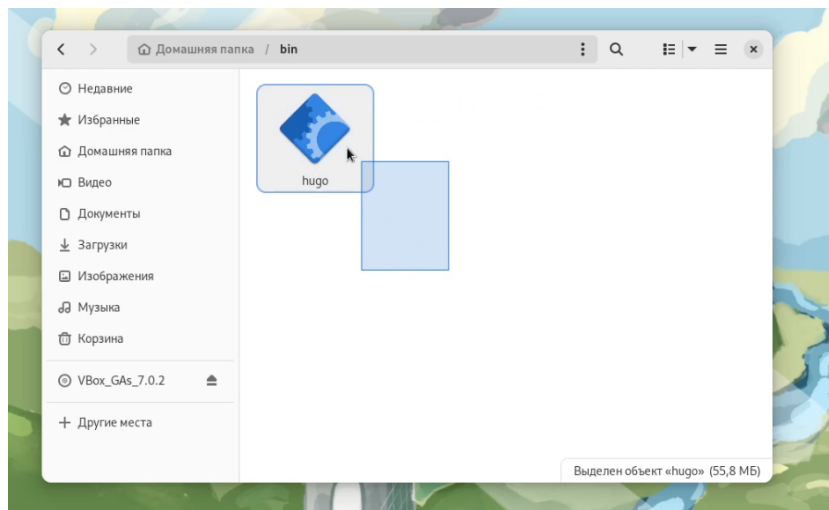 Домашняя папка / bin
Недавние
Избранные
Домашняя папка
Видео
Документы
Загрузки
Изображения
Музыка
Корзина
VBox_GAs_7.0.2
Другие места
hugo
Выделен объект «hugo» (55,8 МБ)